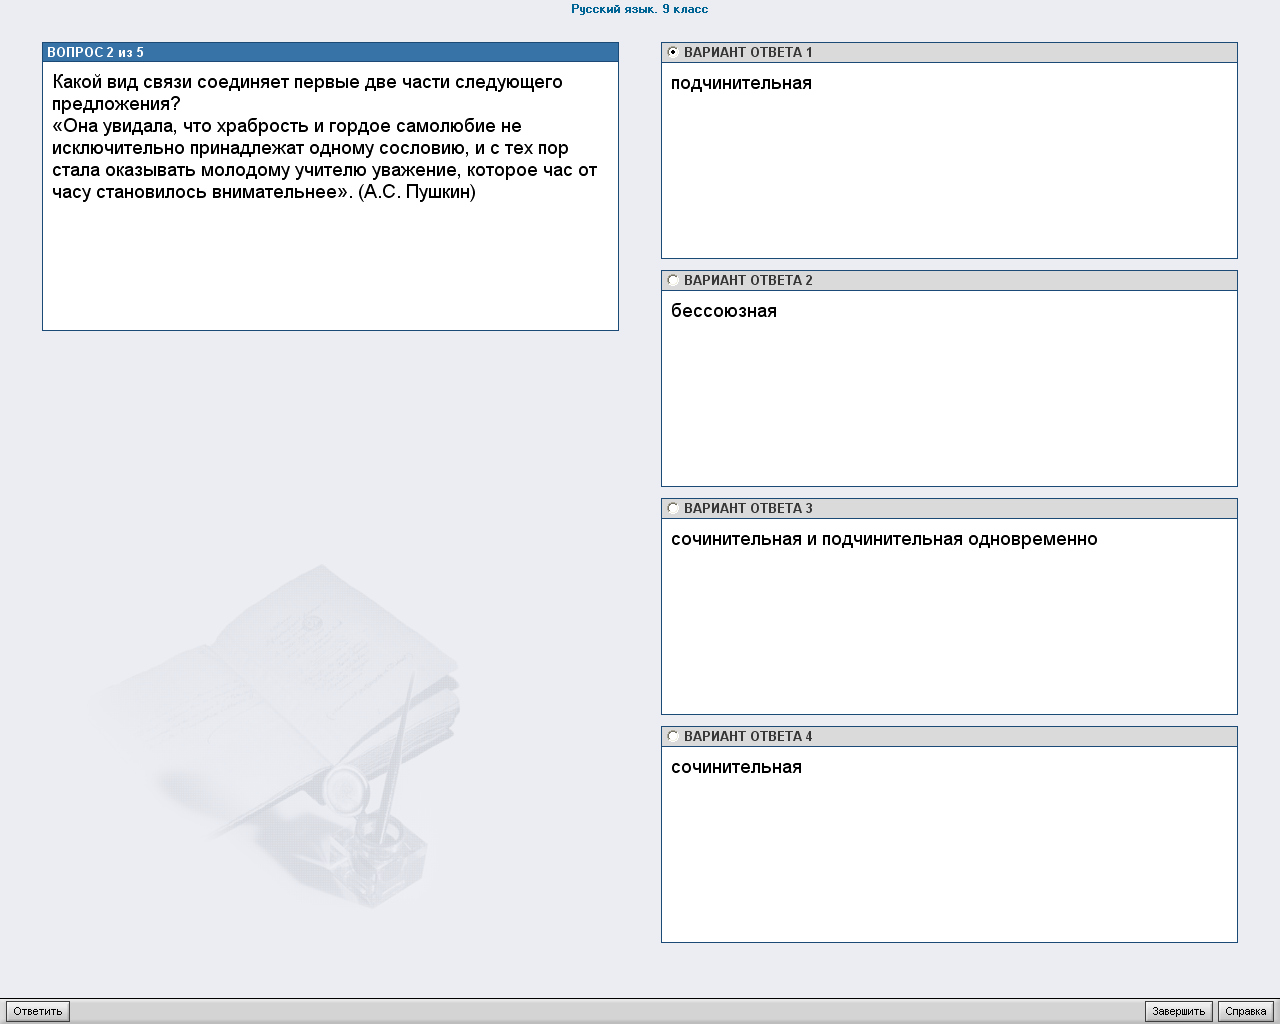 Русский язык. 9 класс
ВОПРОС 2 из 5
Какой вид связи соединяет первые две части следующего
предложения?
«Она увидала, что храбрость и гордое самолюбие не
исключительно принадлежат одному сословию, и с тех пор
стала оказывать молодому учителю уважение, которое час от
часу становилось внимательнее». (А.С. Пушкин)
ВАРИАНТ ОТВЕТА 1
подчинительная
ВАРИАНТ ОТВЕТА 2
бессоюзная
ВАРИАНТ ОТВЕТА 3
сочинительная и подчинительная одновременно
ВАРИАНТ ОТВЕТА 4
сочинительная
Ответить
Завершить
Справка